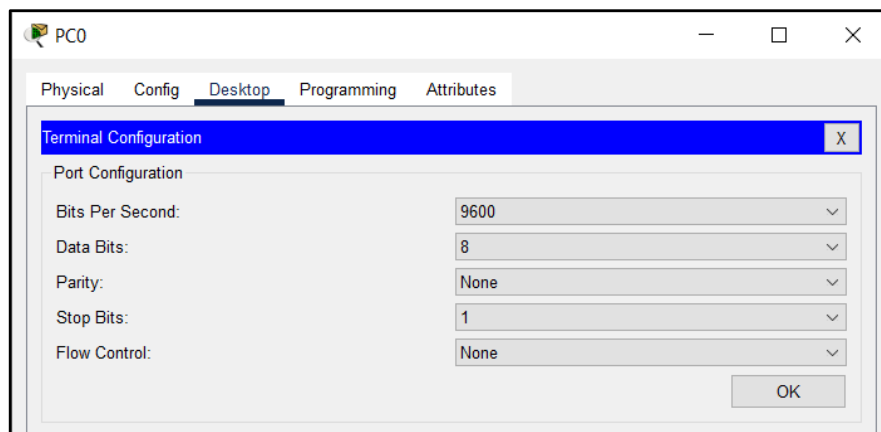 PC0
Physical Config Desktop Programming Attributes
Terminal Configuration X
Port Configuration
Bits Per Second: 9600
Data Bits: 8
Parity: None
Stop Bits: 1
Flow Control: None
OK